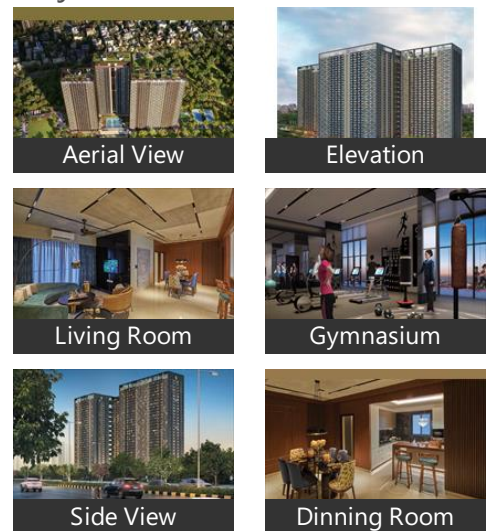 Aerial View
Elevation
Living Room
Gymnasium
Side View
Dinning Room